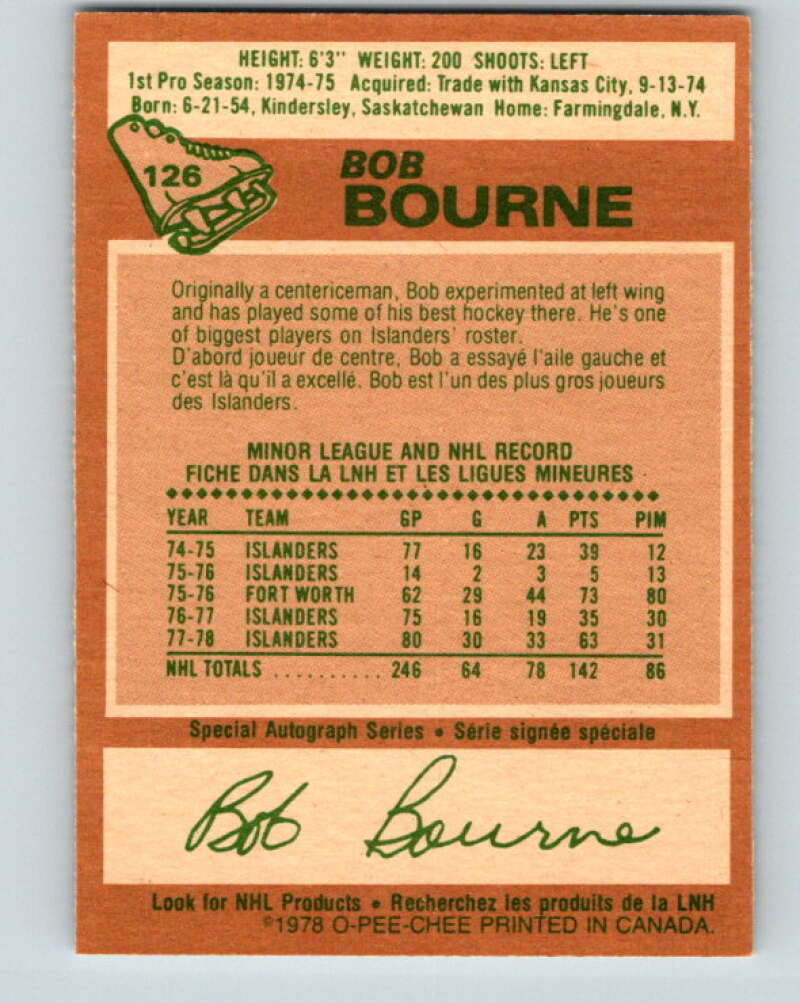 HEIGHT: 6'3" WEIGHT: 200 SHOOTS: LEFT
1st Pro Season: 1974-75 Acquired: Trade with Kansas City, 9-13-74
Born: 6-21-54, Kindersley, Saskatchewan Home: Farmingdale, N.Y.
126
BOB
BOURNE
Originally a centericeman, Bob experimented at left wing
and has played some of his best hockey there. He's one
of biggest players on Islanders' roster.
D'abord joueur de centre, Bob a essayé l'aile gauche et
c'est là qu'il a excellé. Bob est l'un des plus gros joueurs
des Islanders.
MINOR LEAGUE AND NHL RECORD
FICHE DANS LA LNH ET LES LIGUES MINEURES
YEAR TEAM GP G A PTS PIM
74-75 ISLANDERS 77 16 23 39 12
75-76 ISLANDERS 14 2 3 5 13
75-76 FORT WORTH 62 29 44 73 80
76-77 ISLANDERS 75 16 19 35 30
77-78 ISLANDERS 80 30 33 63 31
NHL TOTALS .......... 246 64 78 142 86
Special Autograph Series • Série signée spéciale
Bob Bourne
Look for NHL Products • Recherchez les produits de la LNH
©1978 O-PEE-CHEE PRINTED IN CANADA.